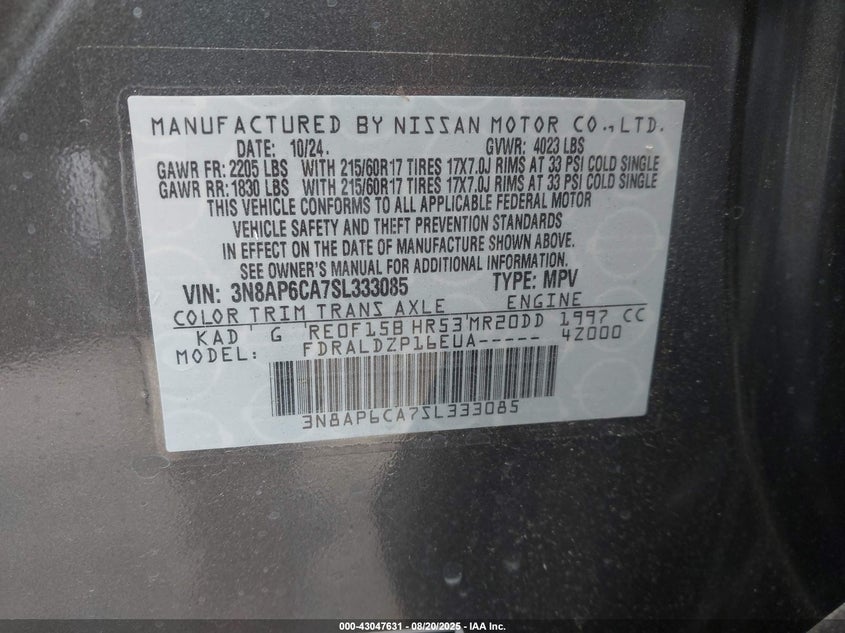 MANUFACTURED BY NISSAN MOTOR CO.,LTD.
DATE: 10/24. GVWR: 4023 LBS
GAWR FR: 2205 LBS WITH 215/60R17 TIRES 17X7.0J RIMS AT 33 PSI COLD SINGLE
GAWR RR: 1830 LBS WITH 215/60R17 TIRES 17X7.0J RIMS AT 33 PSI COLD SINGLE
THIS VEHICLE CONFORMS TO ALL APPLICABLE FEDERAL MOTOR
VEHICLE SAFETY AND THEFT PREVENTION STANDARDS
IN EFFECT ON THE DATE OF MANUFACTURE SHOWN ABOVE.
SEE OWNER'S MANUAL FOR ADDITIONAL INFORMATION.
VIN: 3N8AP6CA7SL333085 TYPE: MPV
COLOR TRIM TRANS AXLE ENGINE
KAD G RE0F15B HR53 MR20DD 1997 CC
MODEL: FDRALDZP16EUA----- 4Z000
3N8AP6CA7SL333085
000-43047631 - 08/20/2025 - IAA Inc.